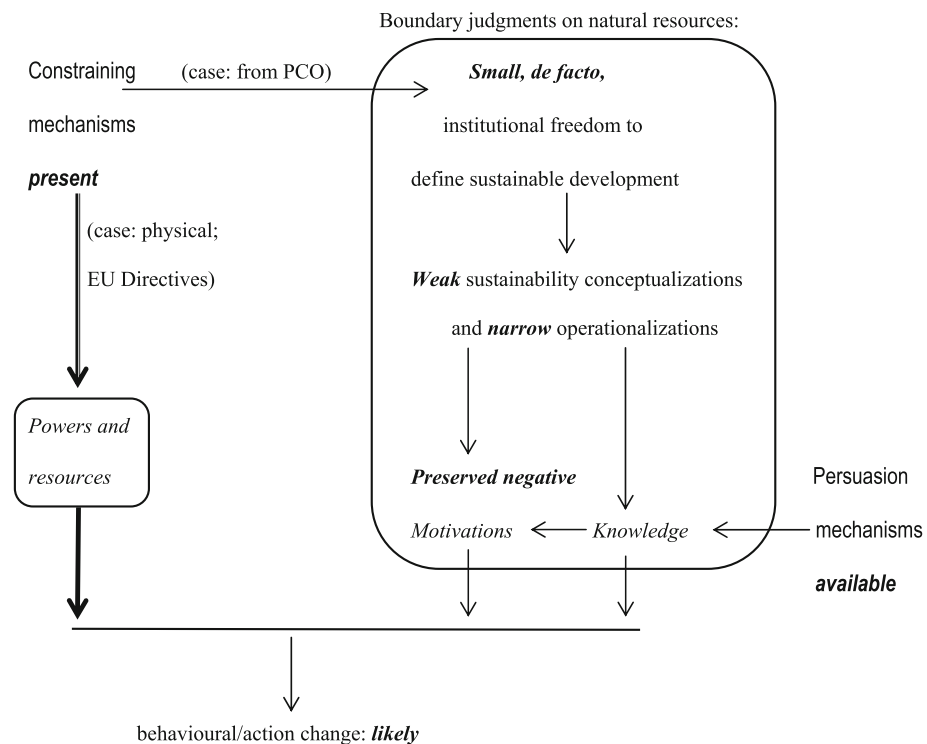 Boundary judgments on natural resources:
Constraining
mechanisms
present
(case: from PCO)
Small, de facto,
institutional freedom to
define sustainable development
(case: physical;
EU Directives)
Weak sustainability conceptualizations
and narrow operationalizations
Powers and
resources
Preserved negative
Motivations
Knowledge
Persuasion
mechanisms
available
behavioural/action change: likely